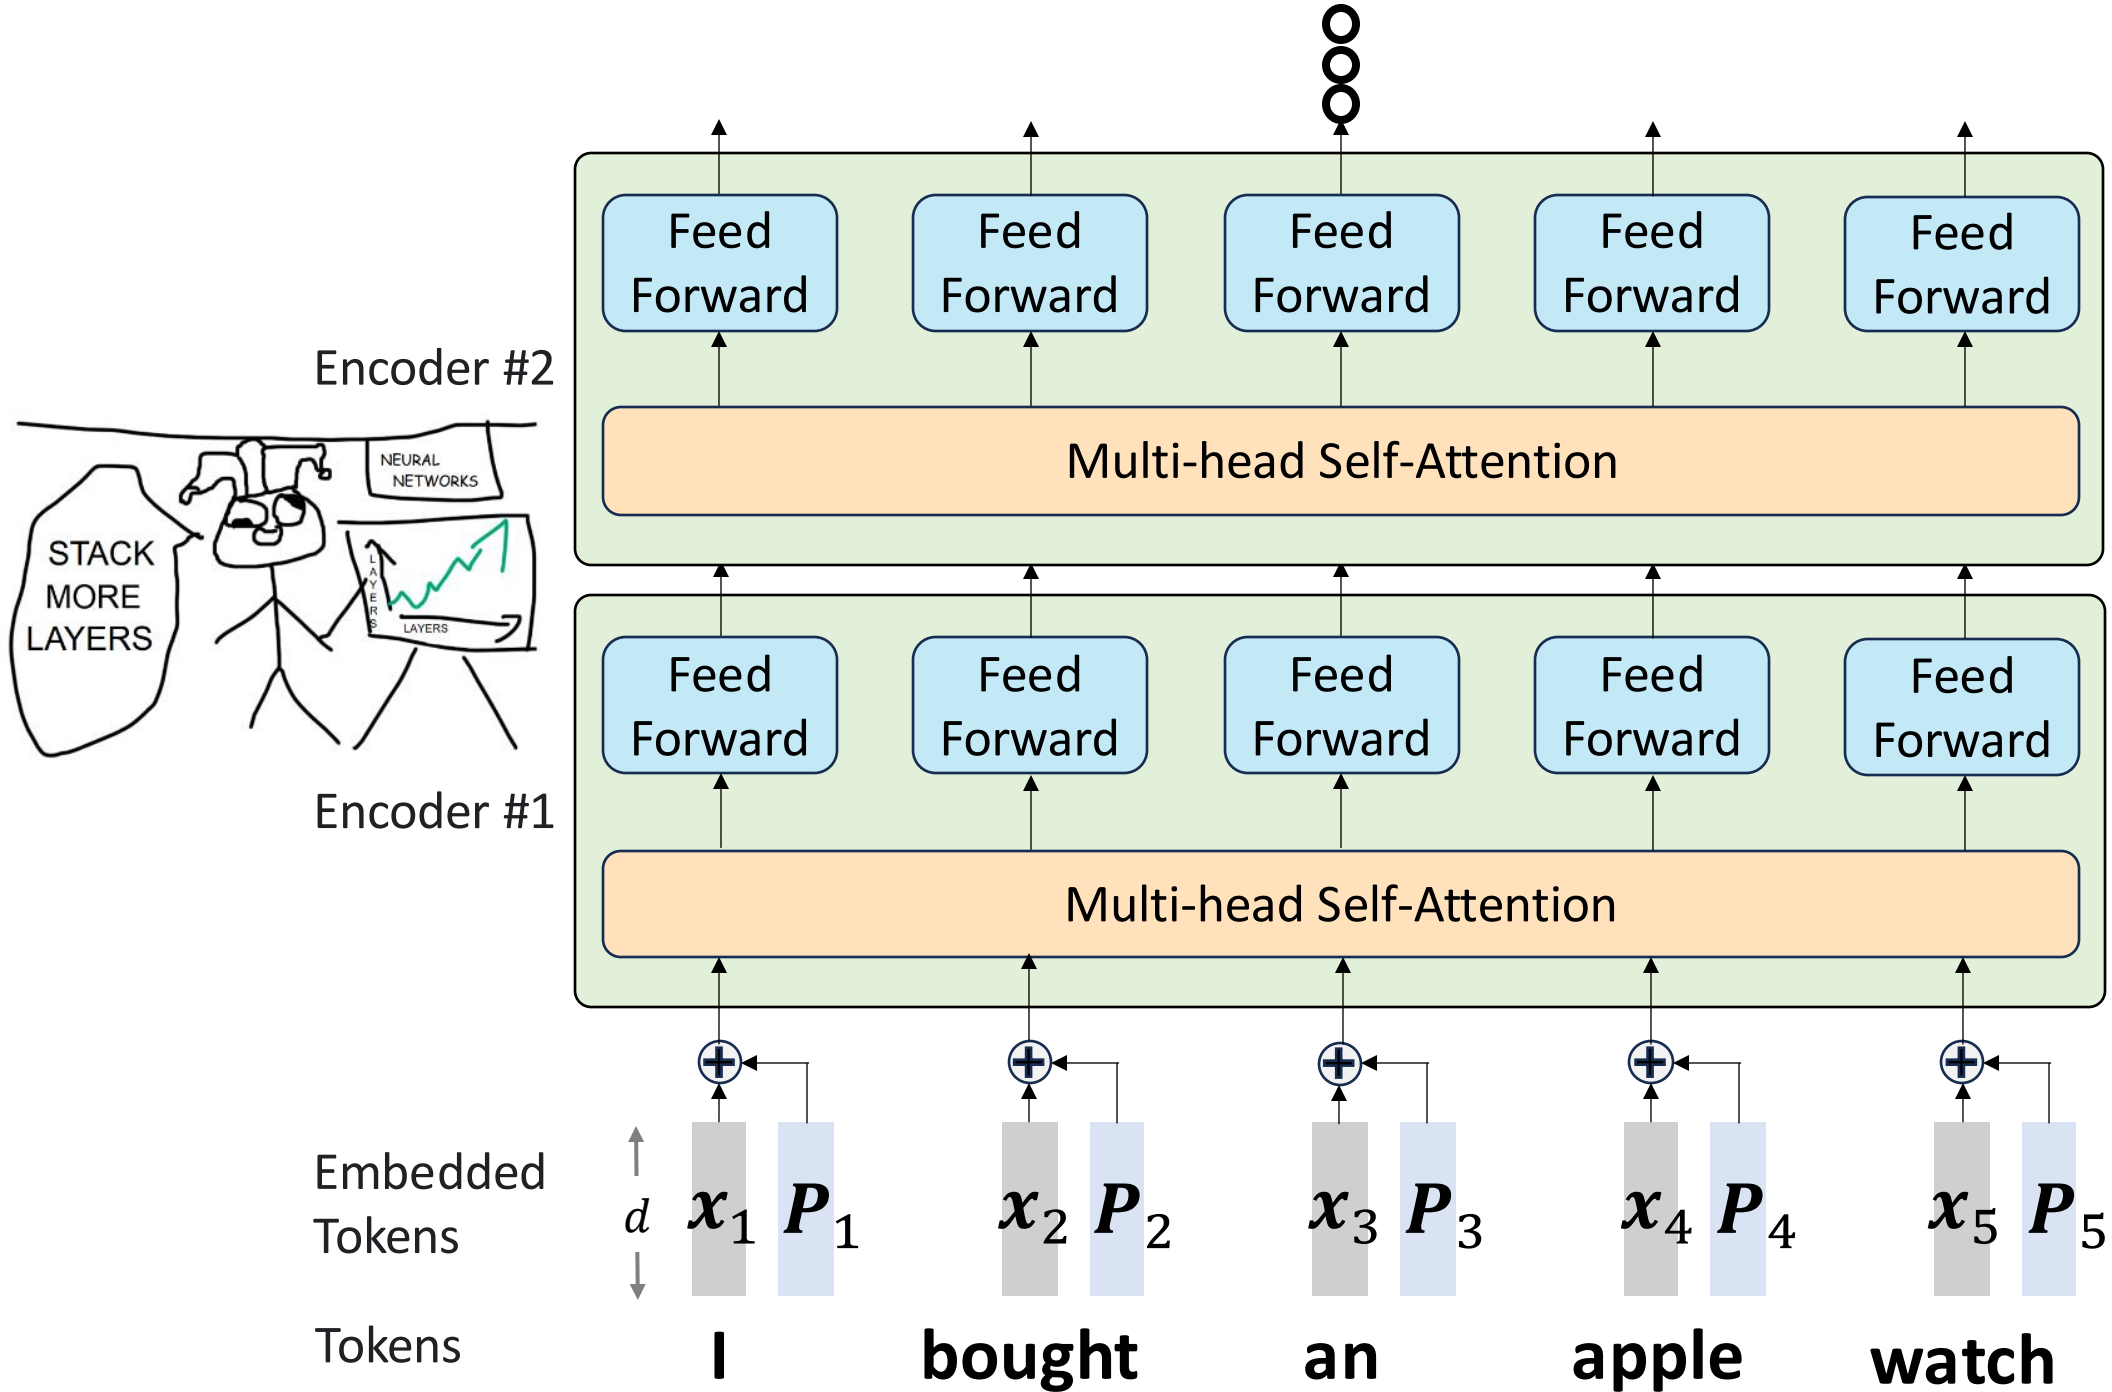 Feed Forward
Feed Forward
Feed Forward
Feed Forward
Feed Forward
Encoder #2
Multi-head Self-Attention
NEURAL
NETWORKS
STACK
MORE
LAYERS
LAYERS
LAYERS
Feed Forward
Feed Forward
Feed Forward
Feed Forward
Feed Forward
Encoder #1
Multi-head Self-Attention
Embedded
Tokens
d
x₁ P₁ x₂ P₂ x₃ P₃ x₄ P₄ x₅ P₅
Tokens I bought an apple watch